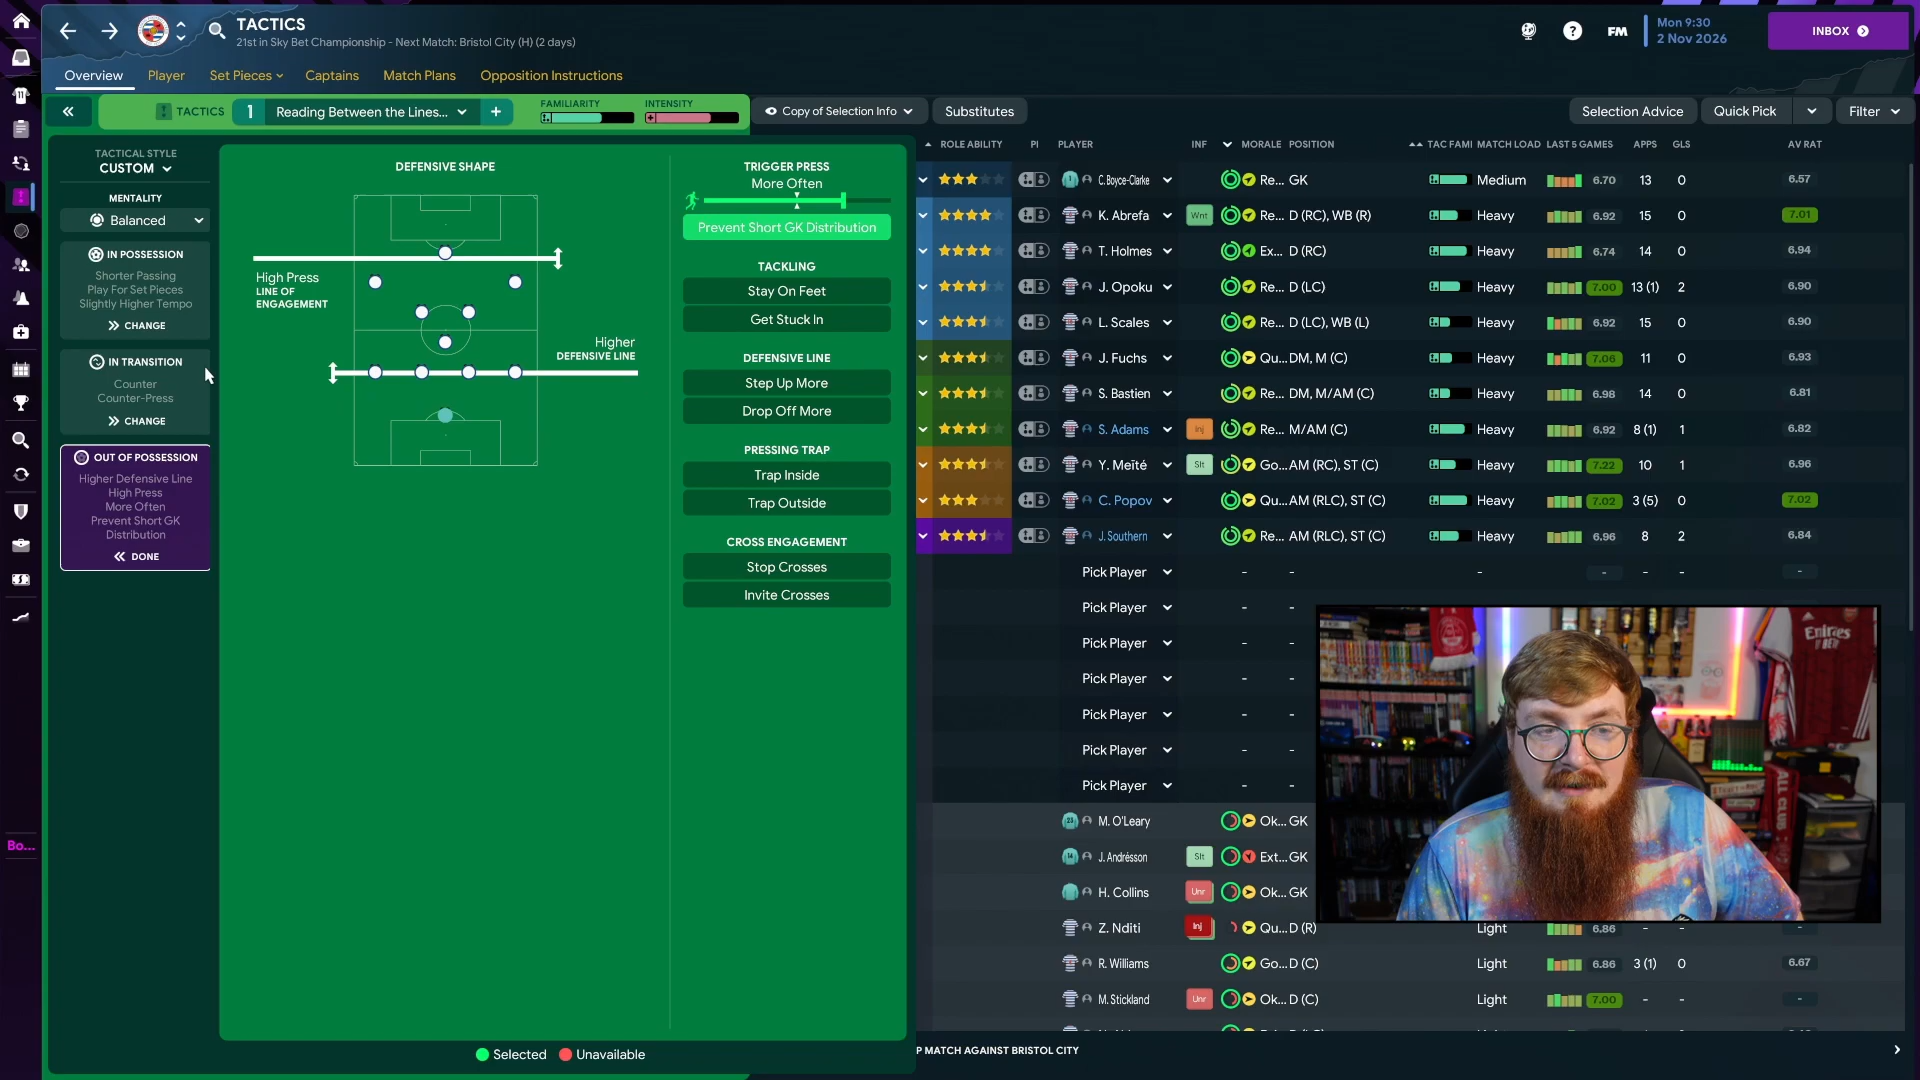 TACTICS
21st in Sky Bet Championship - Next Match: Bristol City (H) (2 days)
FM
Mon 9:30
2 Nov 2026
INBOX
Overview
Player
Set Pieces
Captains
Match Plans
Opposition Instructions
TACTICS
1
Reading Between the Lines...
FAMILIARITY
INTENSITY
Copy of Selection Info
Substitutes
Selection Advice
Quick Pick
Filter
TACTICAL STYLE
CUSTOM
MENTALITY
Balanced
IN POSSESSION
Shorter Passing
Play For Set Pieces
Slightly Higher Tempo
CHANGE
IN TRANSITION
Counter
Counter-Press
CHANGE
OUT OF POSSESSION
Higher Defensive Line
High Press
More Often
Prevent Short GK
Distribution
DONE
Bo...
DEFENSIVE SHAPE
High Press
LINE OF
ENGAGEMENT
Higher
DEFENSIVE LINE
TRIGGER PRESS
More Often
Prevent Short GK Distribution
TACKLING
Stay On Feet
Get Stuck In
DEFENSIVE LINE
Step Up More
Drop Off More
PRESSING TRAP
Trap Inside
Trap Outside
CROSS ENGAGEMENT
Stop Crosses
Invite Crosses
Selected
Unavailable
ROLE ABILITY PI PLAYER INF MORALE POSITION TAC FAMI MATCH LOAD LAST 5 GAMES APPS GLS AV RAT
C. Boyce-Clarke Re... GK Medium 6.70 13 0 6.57
K. Abrefa Wnt Re... D (RC), WB (R) Heavy 6.92 15 0 7.01
T. Holmes Ex... D (RC) Heavy 6.74 14 0 6.94
J. Opoku Re... D (LC) Heavy 7.00 13 (1) 2 6.90
L. Scales Re... D (LC), WB (L) Heavy 6.92 15 0 6.90
J. Fuchs Qu... DM, M (C) Heavy 7.06 11 0 6.93
S. Bastien Re... DM, M/AM (C) Heavy 6.98 14 0 6.81
S. Adams Inj Re... M/AM (C) Heavy 6.92 8 (1) 1 6.82
Y. Meïté Slt Go... AM (RC), ST (C) Heavy 7.22 10 1 6.96
C. Popov Qu... AM (RLC), ST (C) Heavy 7.02 3 (5) 0 7.02
J. Southern Re... AM (RLC), ST (C) Heavy 6.96 8 2 6.84
Pick Player - - - - - - -
Pick Player - -
Pick Player - -
Pick Player - -
Pick Player - -
Pick Player - -
Pick Player - -
M. O'Leary Ok... GK
J. Andrésson Slt Ext... GK
H. Collins Unr Ok... GK
Z. Nditi Inj Qu... D (R) Light 6.86 - - -
R. Williams Go... D (C) Light 6.86 3 (1) 0 6.67
M. Stickland Unr Ok... D (C) Light 7.00 - - -
P MATCH AGAINST BRISTOL CITY
Emirates